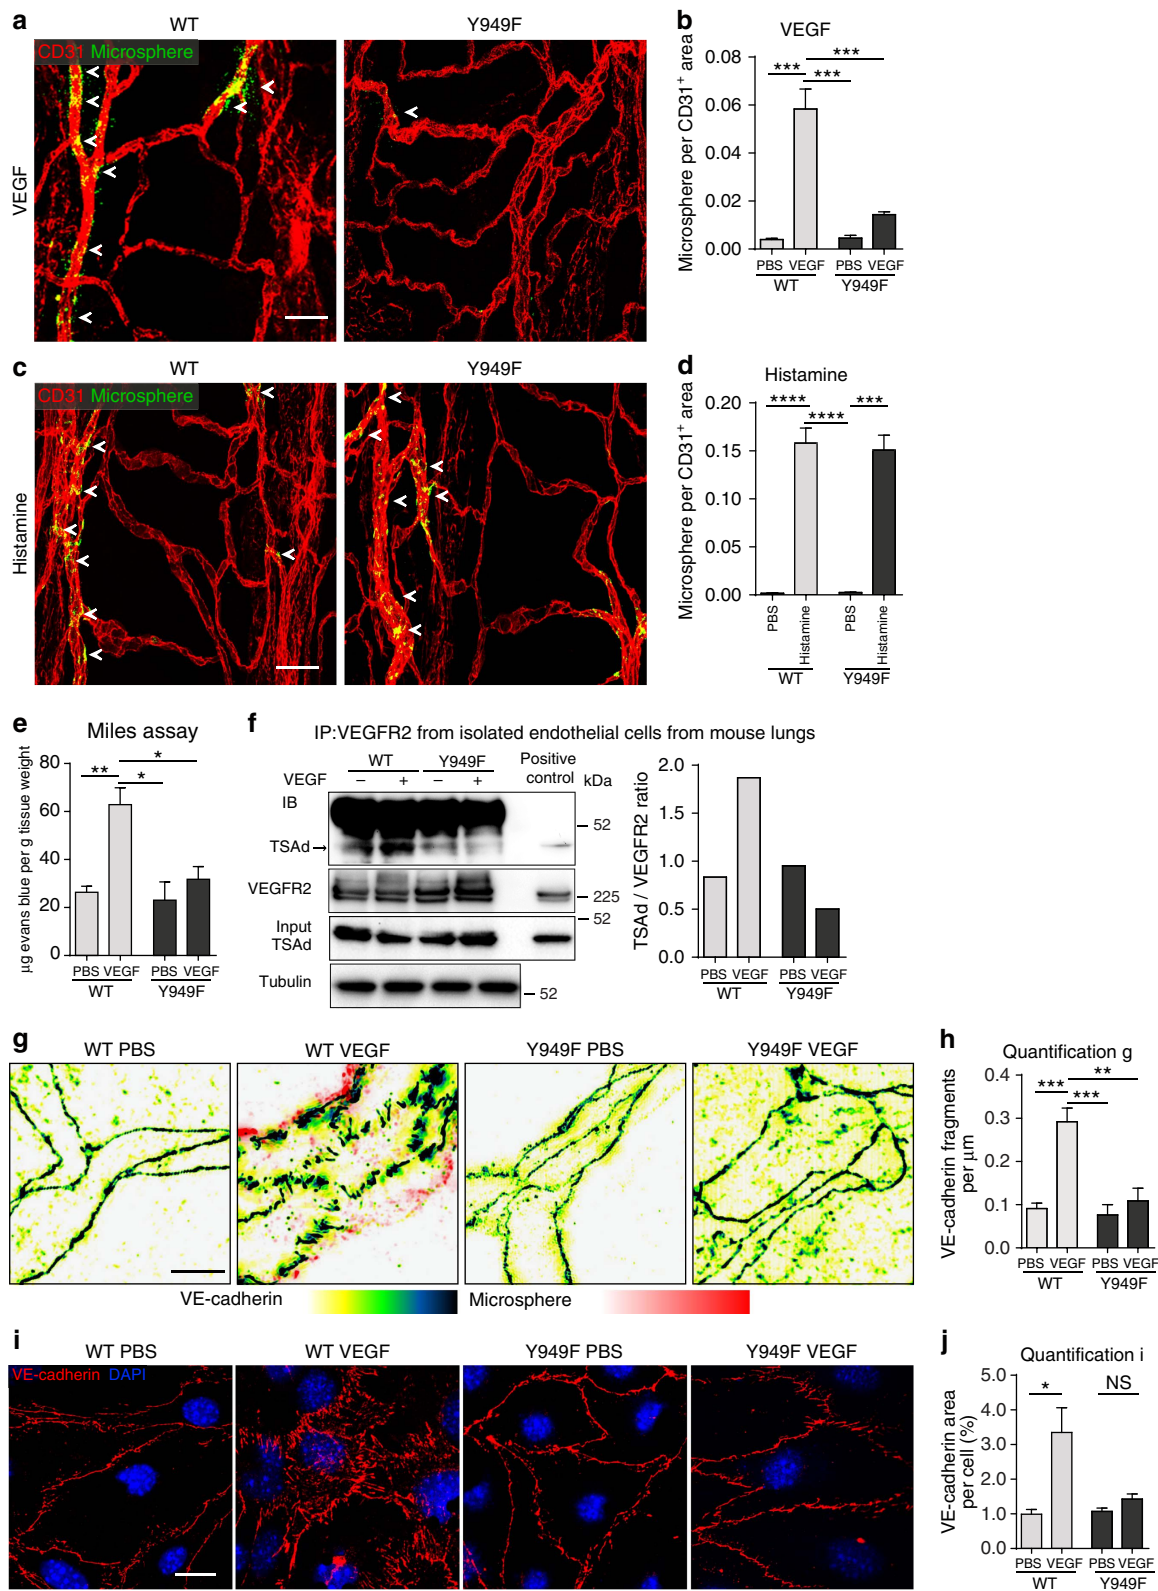 a
WT
Y949F
CD31 Microsphere
VEGF
b
VEGF
Microsphere per CD31+ area
0.08
0.06
0.04
0.02
0.00
***
***
***
PBS VEGF PBS VEGF
WT Y949F
c
WT
Y949F
CD31 Microsphere
Histamine
d
Histamine
Microsphere per CD31+ area
0.20
0.15
0.10
0.05
0.00
****
****
***
PBS Histamine PBS Histamine
WT Y949F
e
Miles assay
µg evans blue per g tissue weight
80
60
40
20
0
**
*
*
PBS VEGF PBS VEGF
WT Y949F
f
IP:VEGFR2 from isolated endothelial cells from mouse lungs
WT Y949F Positive control kDa
VEGF − + − +
IB
52
TSAd→
VEGFR2
225
52
Input TSAd
Tubulin
52
TSAd / VEGFR2 ratio
2.0
1.5
1.0
0.5
0.0
PBS VEGF PBS VEGF
WT Y949F
g
WT PBS
WT VEGF
Y949F PBS
Y949F VEGF
VE-cadherin
Microsphere
h
Quantification g
VE-cadherin fragments per µm
0.4
0.3
0.2
0.1
0.0
***
***
**
PBS VEGF PBS VEGF
WT Y949F
i
WT PBS
WT VEGF
Y949F PBS
Y949F VEGF
VE-cadherin DAPI
j
Quantification i
VE-cadherin area per cell (%)
5.0
4.0
3.0
2.0
1.0
0.0
*
NS
PBS VEGF PBS VEGF
WT Y949F